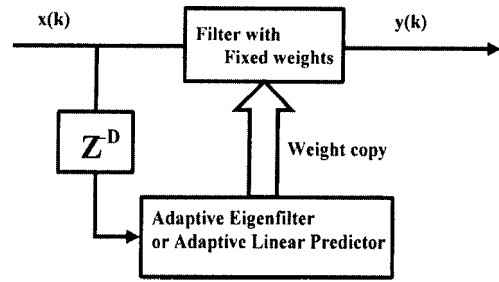 x(k)
y(k)
Filter with
Fixed weights
Z-D
Weight copy
Adaptive Eigenfilter
or Adaptive Linear Predictor